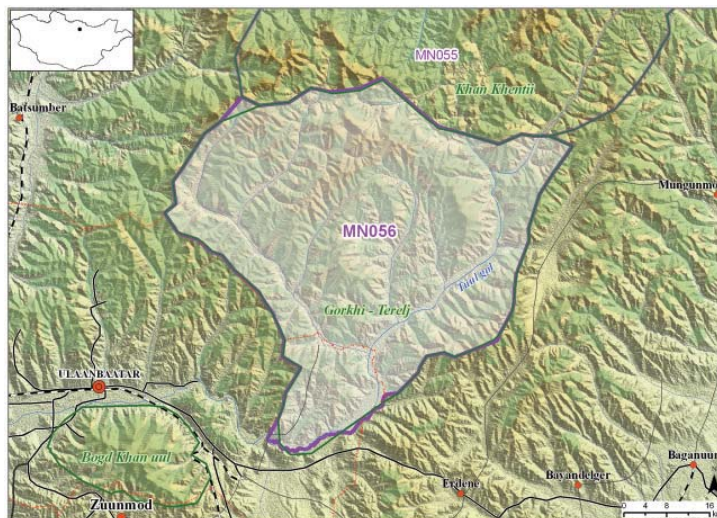 MN055
Khan Khentii
Batsumber
Mungunmo
MN056
Tuul gol
Gorkhi - Terelj
ULAANBAATAR
Bogd Khan uul
Baganuur
Erdene
Bayandelger
Zuunmod
0 4 8 16